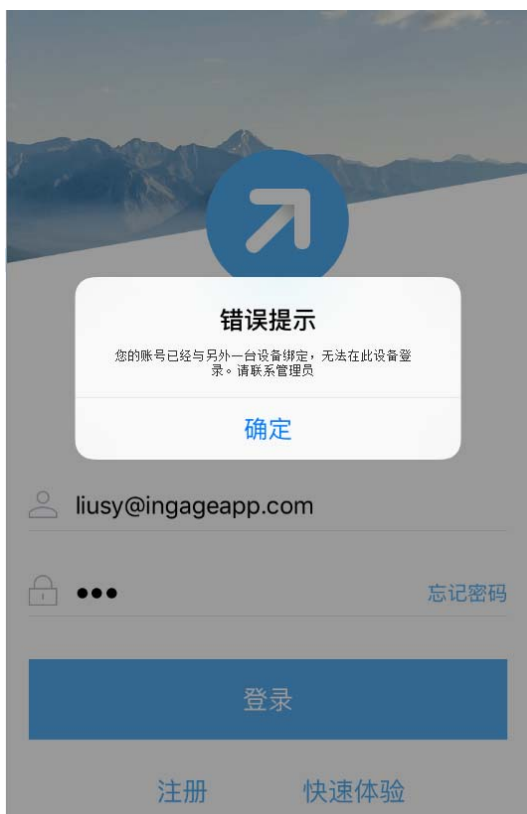 错误提示
您的账号已经与另外一台设备绑定，无法在此设备登
录。请联系管理员
确定
liusy@ingageapp.com
●●● 忘记密码
登录
注册 快速体验